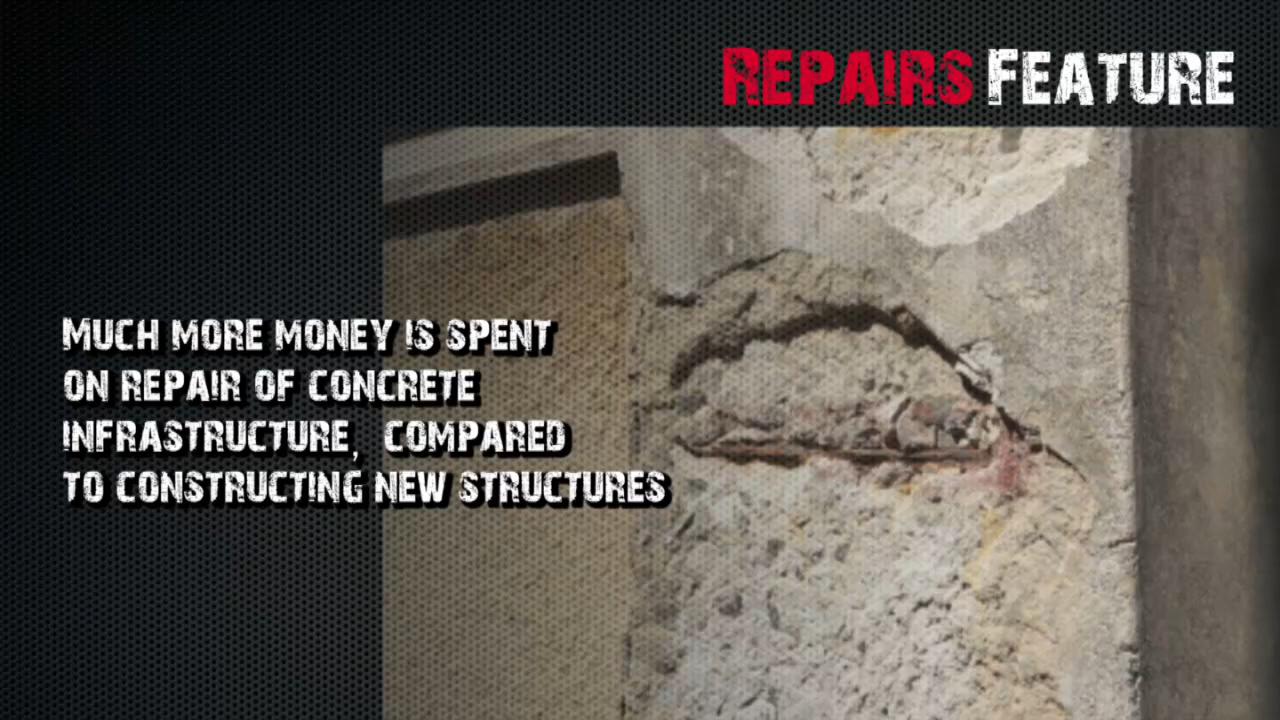 REPAIRS FEATURE
MUCH MORE MONEY IS SPENT
ON REPAIR OF CONCRETE
INFRASTRUCTURE, COMPARED
TO CONSTRUCTING NEW STRUCTURES